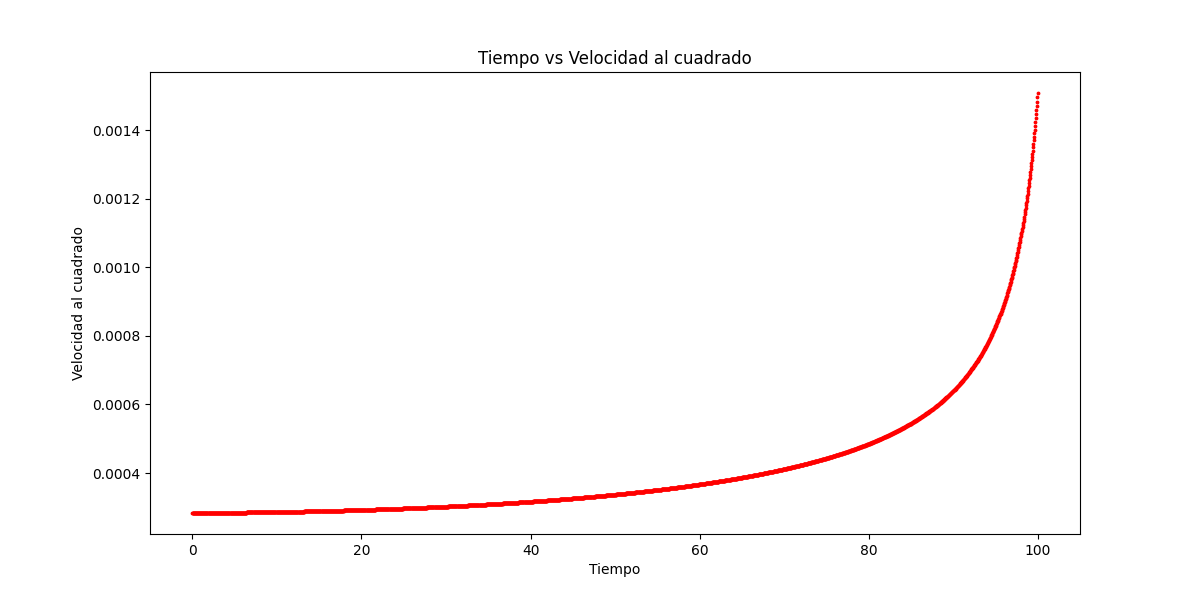 Tiempo vs Velocidad al cuadrado
0.0014
0.0012
0.0010
0.0008
0.0006
0.0004
Velocidad al cuadrado
0 20 40 60 80 100
Tiempo